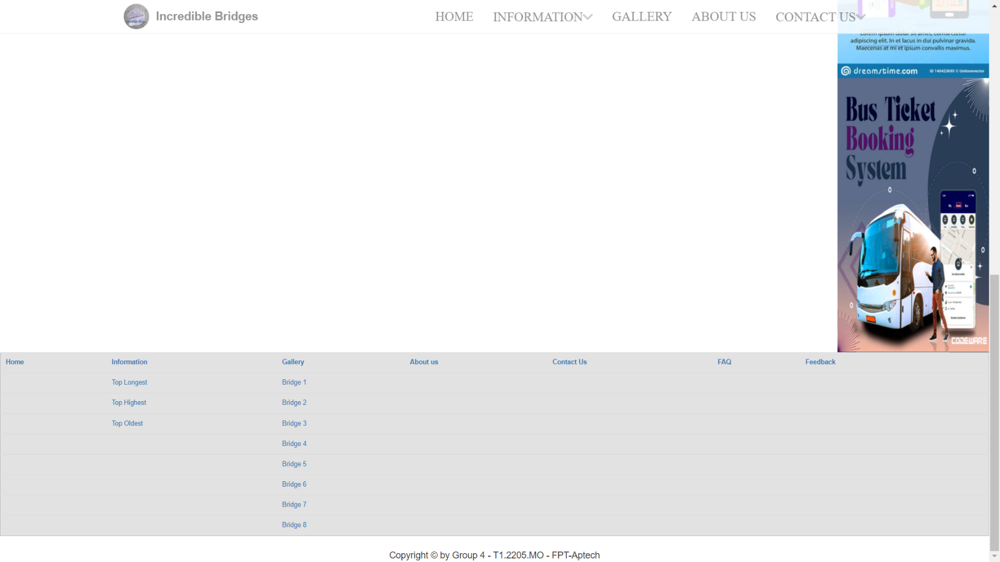 Incredible Bridges
HOME
INFORMATION
GALLERY
ABOUT US
CONTACT US
Lorem ipsum dolor sit amet, consectetur
adipiscing elit. In et lacus in dui pulvinar gravida.
Maecenas at mi et ipsum convallis maximus.
dreamstime.com
ID 140423695 © Unitonevector
Bus Ticket
Booking
System
CODEWARE
Home
Information
Gallery
About us
Contact Us
FAQ
Feedback
Top Longest
Bridge 1
Top Highest
Bridge 2
Top Oldest
Bridge 3
Bridge 4
Bridge 5
Bridge 6
Bridge 7
Bridge 8
Copyright © by Group 4 - T1.2205.MO - FPT-Aptech